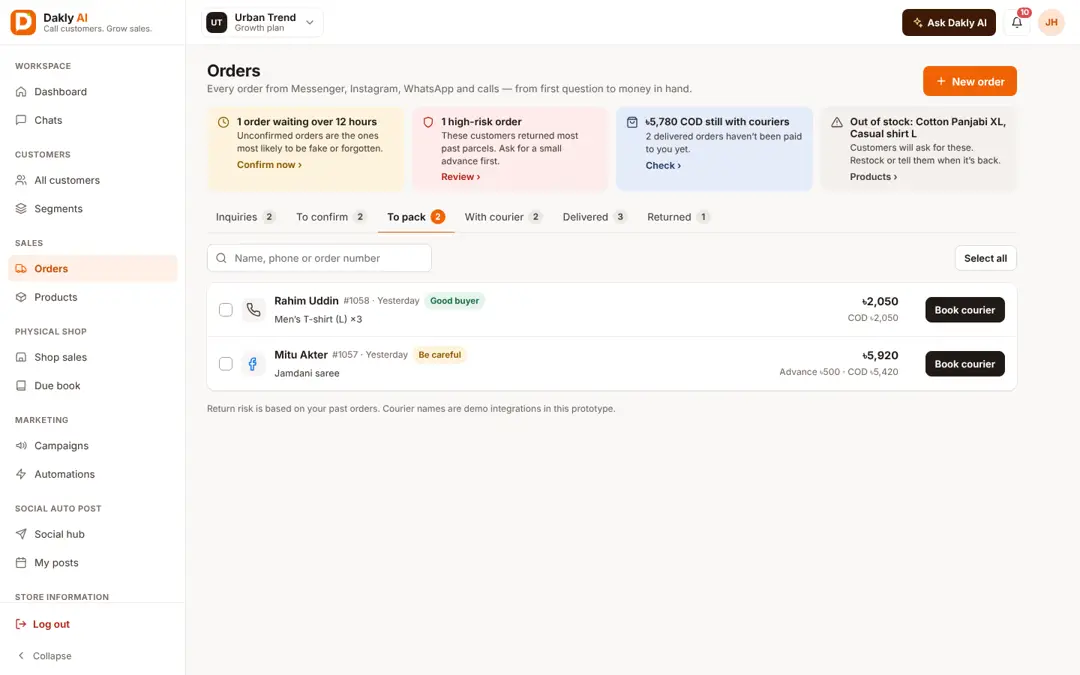 Dakly AI
Call customers. Grow sales.
UT
Urban Trend
Growth plan
Ask Dakly AI
10
JH
WORKSPACE
Dashboard
Chats
CUSTOMERS
All customers
Segments
SALES
Orders
Products
PHYSICAL SHOP
Shop sales
Due book
MARKETING
Campaigns
Automations
SOCIAL AUTO POST
Social hub
My posts
STORE INFORMATION
Log out
Collapse
Orders
Every order from Messenger, Instagram, WhatsApp and calls — from first question to money in hand.
+ New order
1 order waiting over 12 hours
Unconfirmed orders are the ones
most likely to be fake or forgotten.
Confirm now ›
1 high-risk order
These customers returned most
past parcels. Ask for a small
advance first.
Review ›
৳5,780 COD still with couriers
2 delivered orders haven't been paid
to you yet.
Check ›
Out of stock: Cotton Panjabi XL,
Casual shirt L
Customers will ask for these.
Restock or tell them when it's back.
Products ›
Inquiries 2
To confirm 2
To pack 2
With courier 2
Delivered 3
Returned 1
Name, phone or order number
Select all
Rahim Uddin #1058 · Yesterday Good buyer
Men's T-shirt (L) ×3
৳2,050
COD ৳2,050
Book courier
Mitu Akter #1057 · Yesterday Be careful
Jamdani saree
৳5,920
Advance ৳500 · COD ৳5,420
Book courier
Return risk is based on your past orders. Courier names are demo integrations in this prototype.